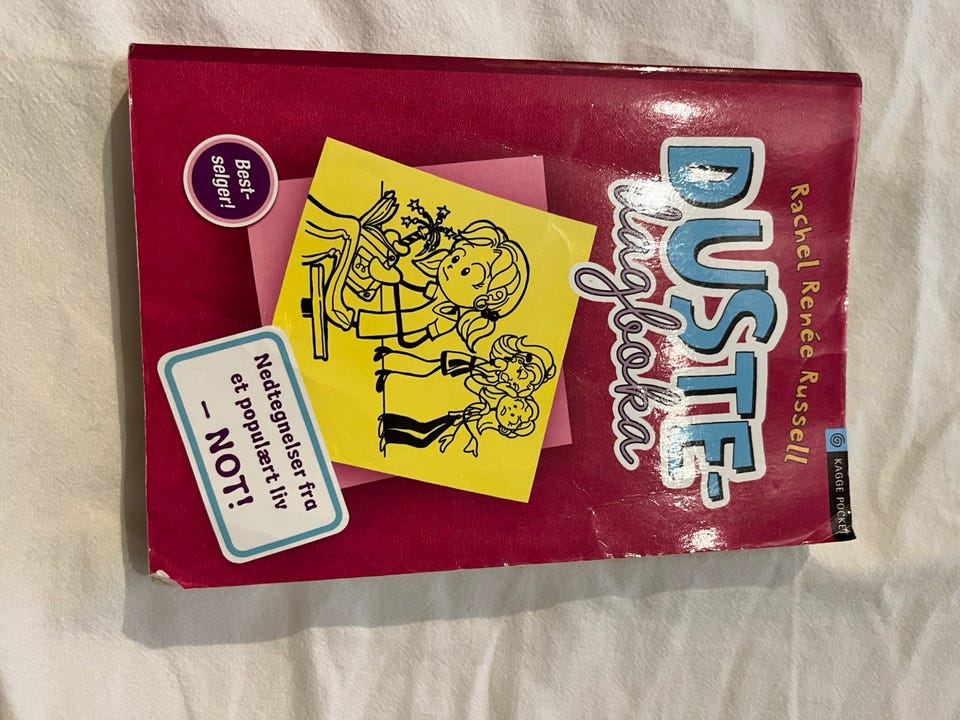 KAGGE POCKET
Rachel Renée Russell
DUSTE-
dagboka
Best-
selger!
Nedtegnelser fra
et populært liv
– NOT!